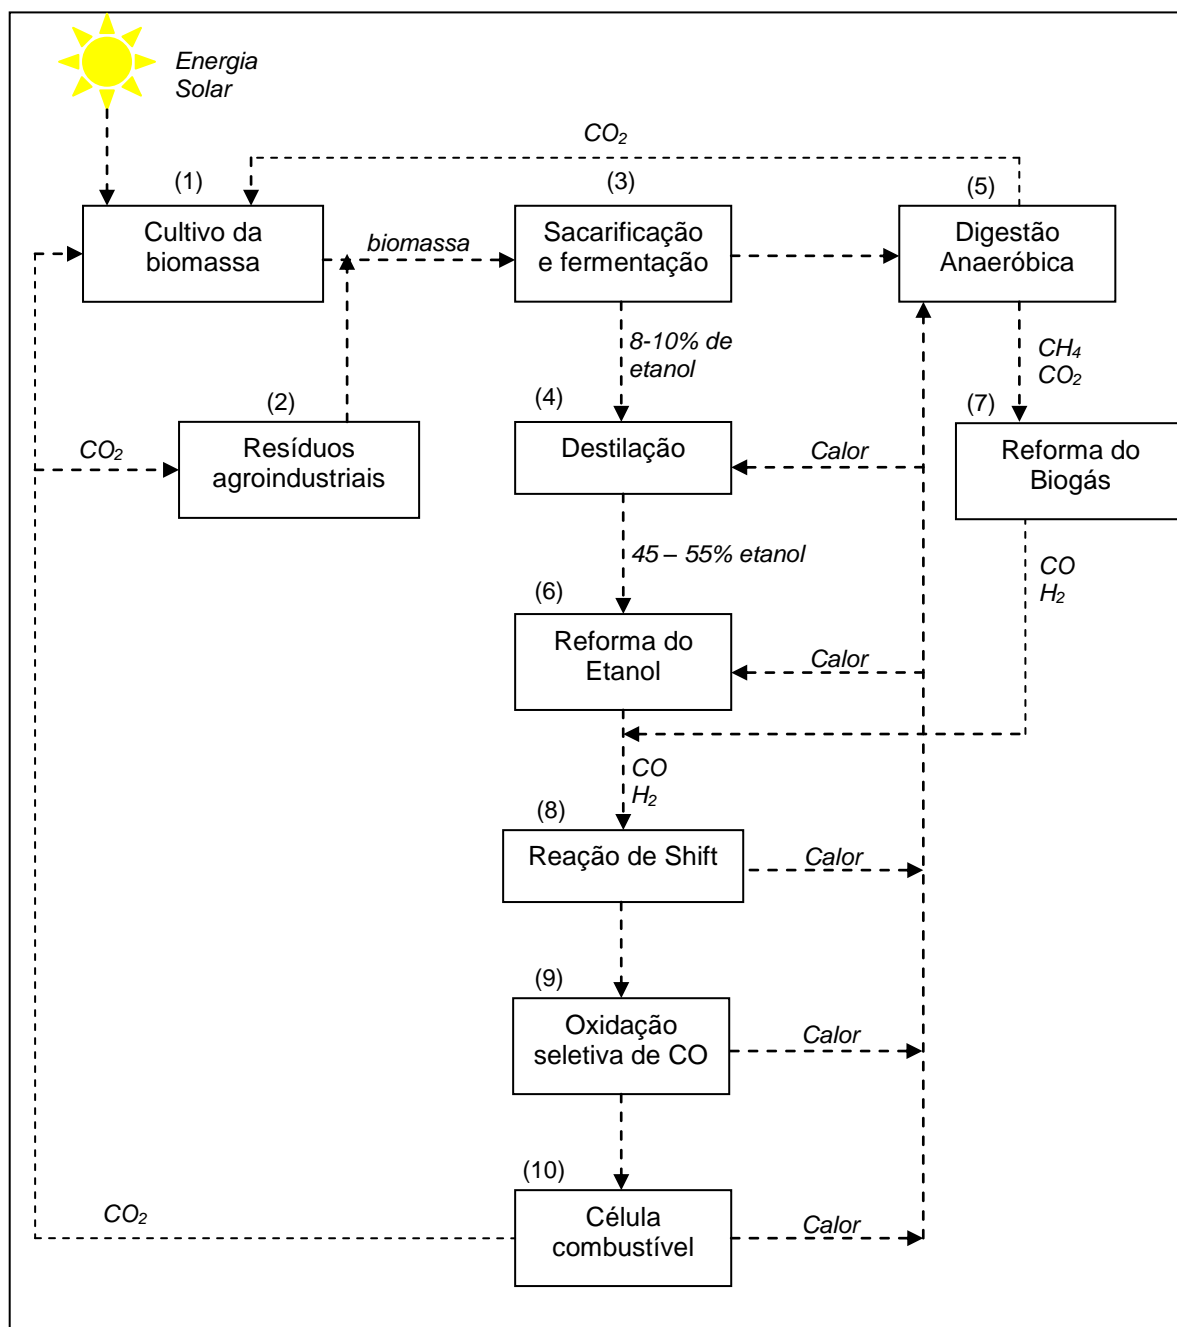 Energia
Solar
CO₂
(1)
(3)
(5)
Cultivo da
biomassa
biomassa
Sacarificação
e fermentação
Digestão
Anaeróbica
8-10% de
etanol
CH₄
CO₂
(2)
(4)
(7)
CO₂
Resíduos
agroindustriais
Destilação
Calor
Reforma do
Biogás
45 – 55% etanol
CO
H₂
(6)
Reforma do
Etanol
Calor
CO
H₂
(8)
Reação de Shift
Calor
(9)
Oxidação
seletiva de CO
Calor
(10)
CO₂
Célula
combustível
Calor